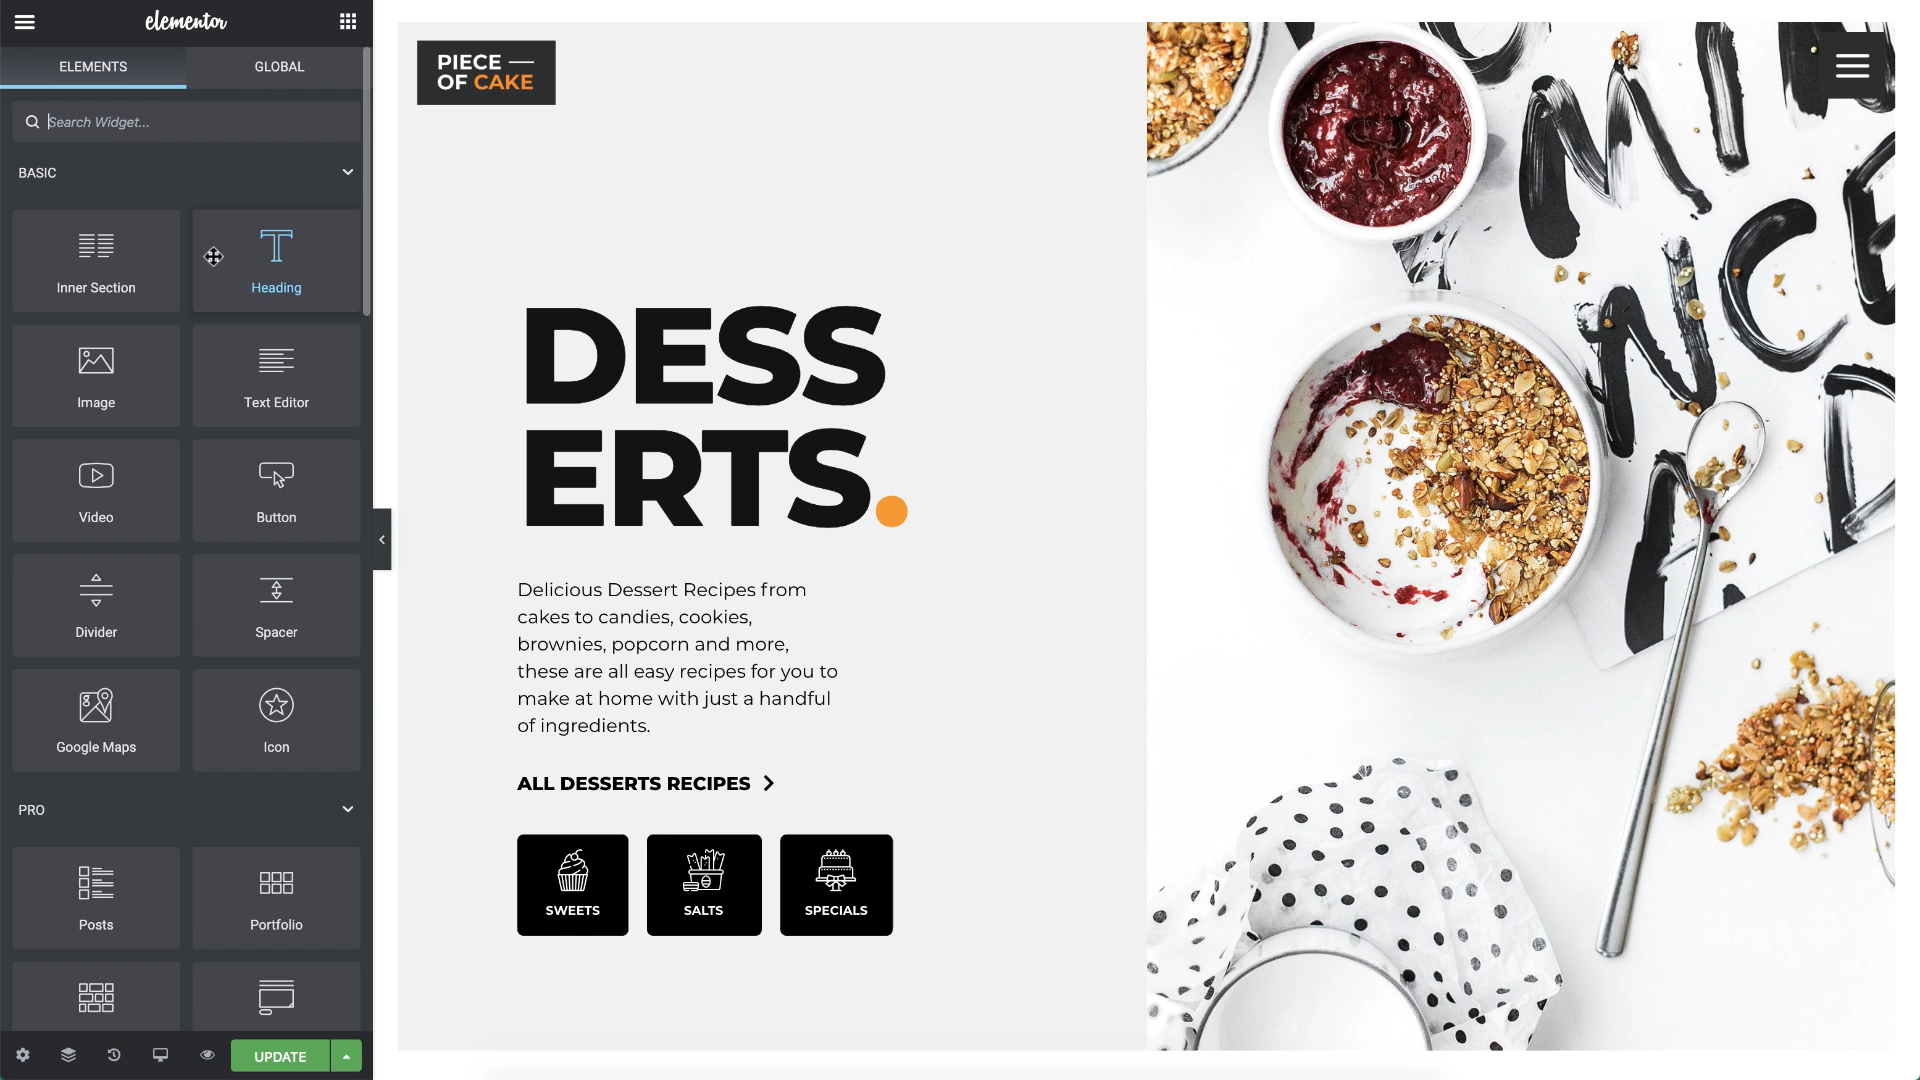 elementor
ELEMENTS
GLOBAL
Search Widget...
BASIC
Inner Section
Heading
Image
Text Editor
Video
Button
Divider
Spacer
Google Maps
Icon
PRO
Posts
Portfolio
UPDATE
PIECE —
OF CAKE
DESS
ERTS.
Delicious Dessert Recipes from
cakes to candies, cookies,
brownies, popcorn and more,
these are all easy recipes for you to
make at home with just a handful
of ingredients.
ALL DESSERTS RECIPES
SWEETS
SALTS
SPECIALS